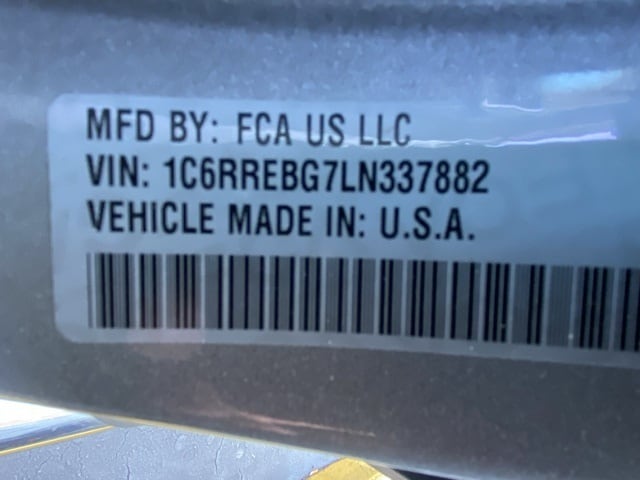 MFD BY: FCA US LLC
VIN: 1C6RREBG7LN337882
VEHICLE MADE IN: U.S.A.